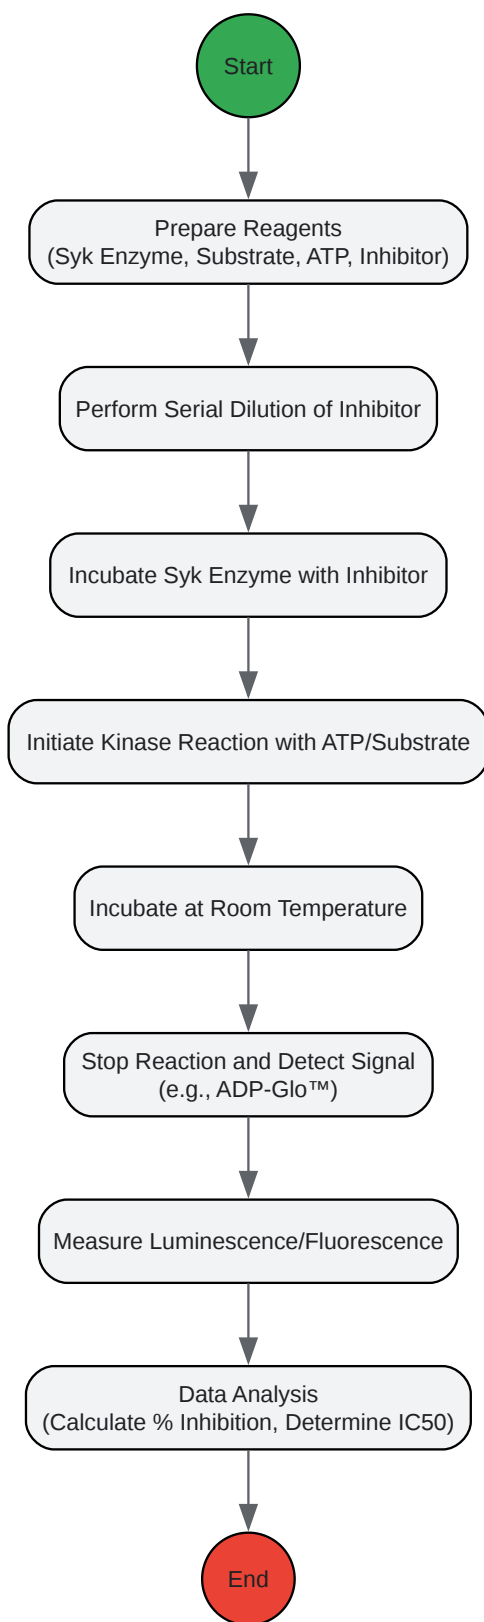 Start
Prepare Reagents
(Syk Enzyme, Substrate, ATP, Inhibitor)
Perform Serial Dilution of Inhibitor
Incubate Syk Enzyme with Inhibitor
Initiate Kinase Reaction with ATP/Substrate
Incubate at Room Temperature
Stop Reaction and Detect Signal
(e.g., ADP-Glo™)
Measure Luminescence/Fluorescence
Data Analysis
(Calculate % Inhibition, Determine IC50)
End